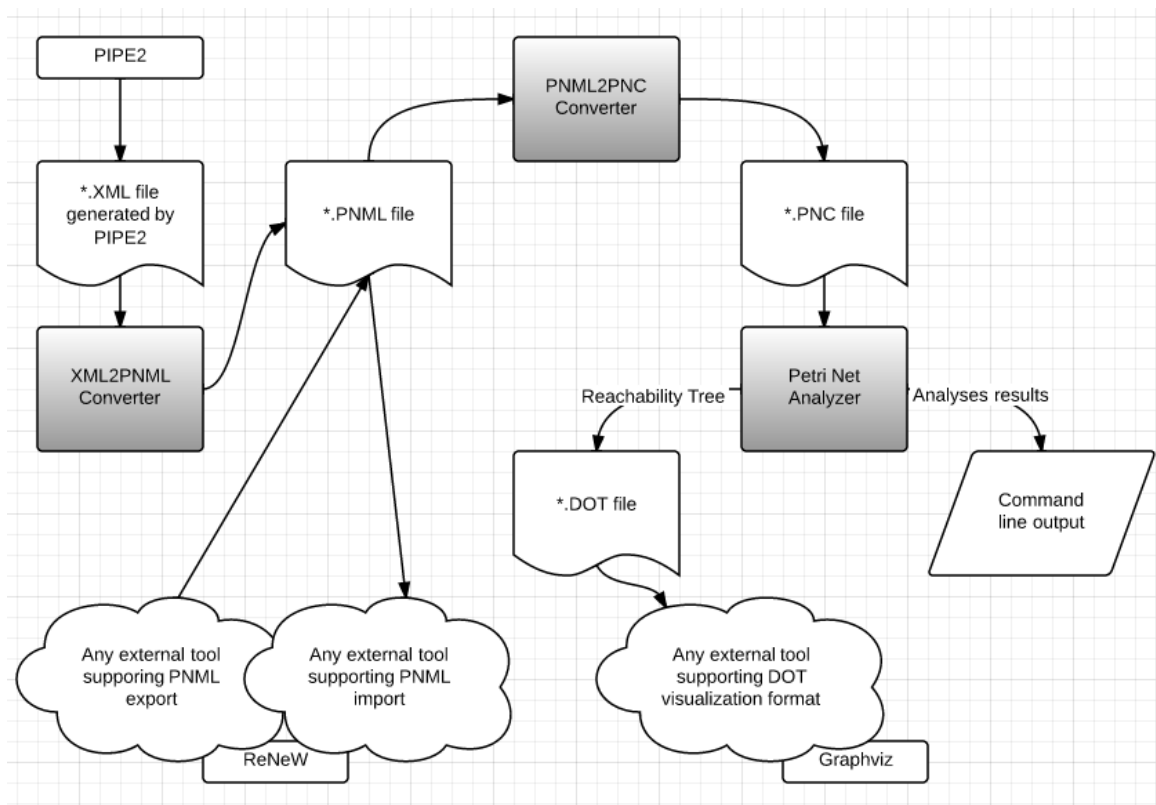 PIPE2
PNML2PNC
Converter
*.XML file
generated by
PIPE2
*.PNML file
*.PNC file
XML2PNML
Converter
Petri Net
Analyzer
Reachability Tree
Analyses results
*.DOT file
Command
line output
Any external tool
supporing PNML
export
Any external tool
supporting PNML
import
Any external tool
supporting DOT
visualization format
ReNeW
Graphviz